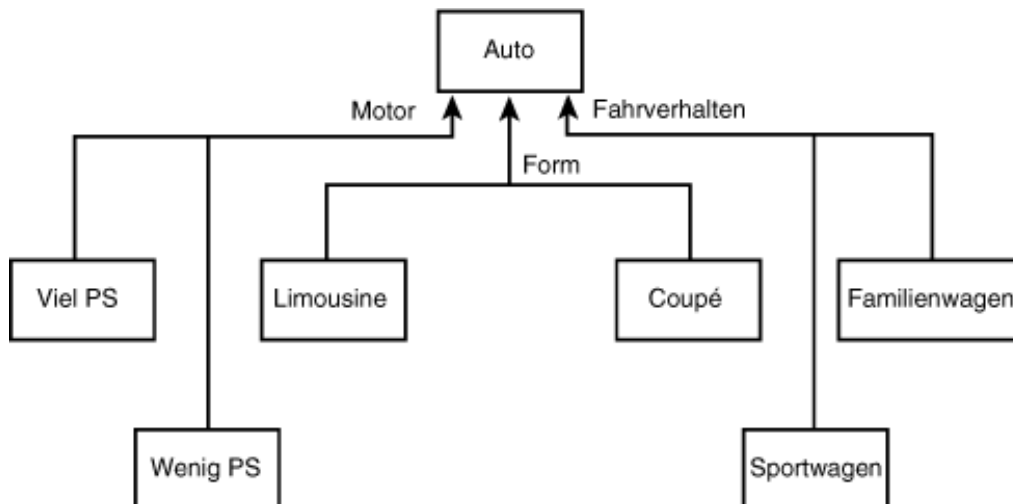 Auto
Motor
Fahrverhalten
Form
Viel PS
Limousine
Coupé
Familienwagen
Wenig PS
Sportwagen